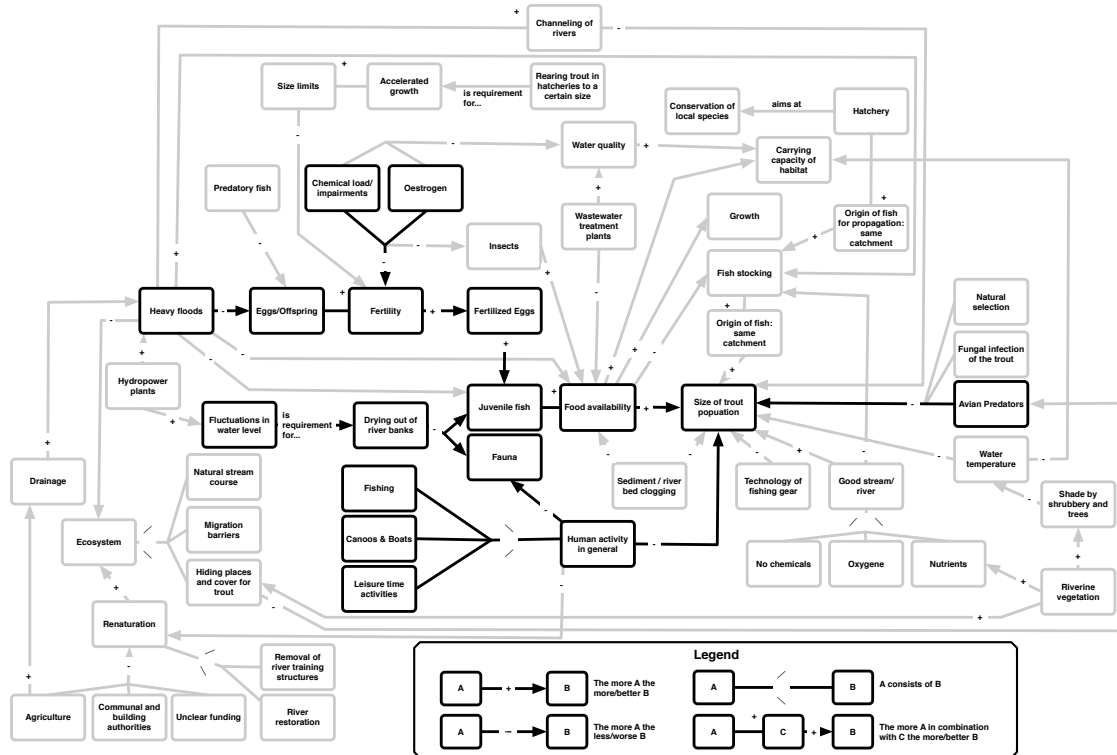 +
Channeling of
rivers
-
Size limits
+
Accelerated
growth
is requirement
for...
Rearing trout in
hatcheries to a
certain size
Conservation of
local species
aims at
Hatchery
-
-
Water quality
+
Carrying
capacity of
habitat
Predatory fish
Chemical load/
impairments
Oestrogen
+
Wastewater
treatment
plants
Growth
+
Origin of fish
for propagation:
same
catchment
-
-
-
Insects
+
Fish stocking
+
+
Heavy floods
-
Eggs/Offspring
+
Fertility
+
Fertilized Eggs
-
+
Origin of fish:
same
catchment
Natural
selection
-
-
+
Hydropower
plants
-
-
+
+
+
-
+
Fungal infection
of the trout
+
Fluctuations in
water level
is
requirement
for...
Drying out of
river banks
-
Juvenile fish
+
Food availability
+
Size of trout
popuation
-
Avian Predators
Fauna
+
Drainage
Natural stream
course
Fishing
-
Sediment / river
bed clogging
-
-
Technology of
fishing gear
+
Good stream/
river
-
Water
temperature
-
-
Shade by
shrubbery and
trees
Ecosystem
Migration
barriers
Canoos & Boats
-
Human activity
in general
-
Hiding places
and cover for
trout
-
Leisure time
activities
No chemicals
Oxygene
Nutrients
+
+
Riverine
vegetation
+
Renaturation
-
+
+
-
Removal of
river training
structures
Agriculture
Communal and
building
authorities
Unclear funding
River
restoration
Legend
A
+
B
The more A the
more/better B
A
B
A consists of B
A
-
B
The more A the
less/worse B
A
+
C
+
B
The more A in combination
with C the more/better B